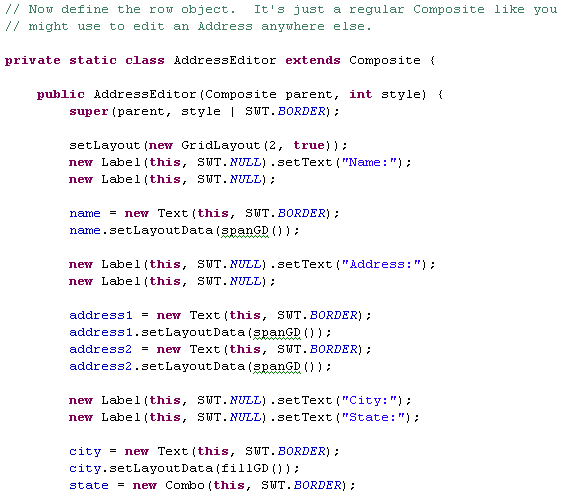 // Now define the row object.  It's just a regular Composite like you
// might use to edit an Address anywhere else.
private static class AddressEditor extends Composite {
public AddressEditor(Composite parent, int style) {
super(parent, style | SWT.BORDER);
setLayout(new GridLayout(2, true));
new Label(this, SWT.NULL).setText("Name:");
new Label(this, SWT.NULL);
name = new Text(this, SWT.BORDER);
name.setLayoutData(spanGD());
new Label(this, SWT.NULL).setText("Address:");
new Label(this, SWT.NULL);
address1 = new Text(this, SWT.BORDER);
address1.setLayoutData(spanGD());
address2 = new Text(this, SWT.BORDER);
address2.setLayoutData(spanGD());
new Label(this, SWT.NULL).setText("City:");
new Label(this, SWT.NULL).setText("State:");
city = new Text(this, SWT.BORDER);
city.setLayoutData(fillGD());
state = new Combo(this, SWT.BORDER);